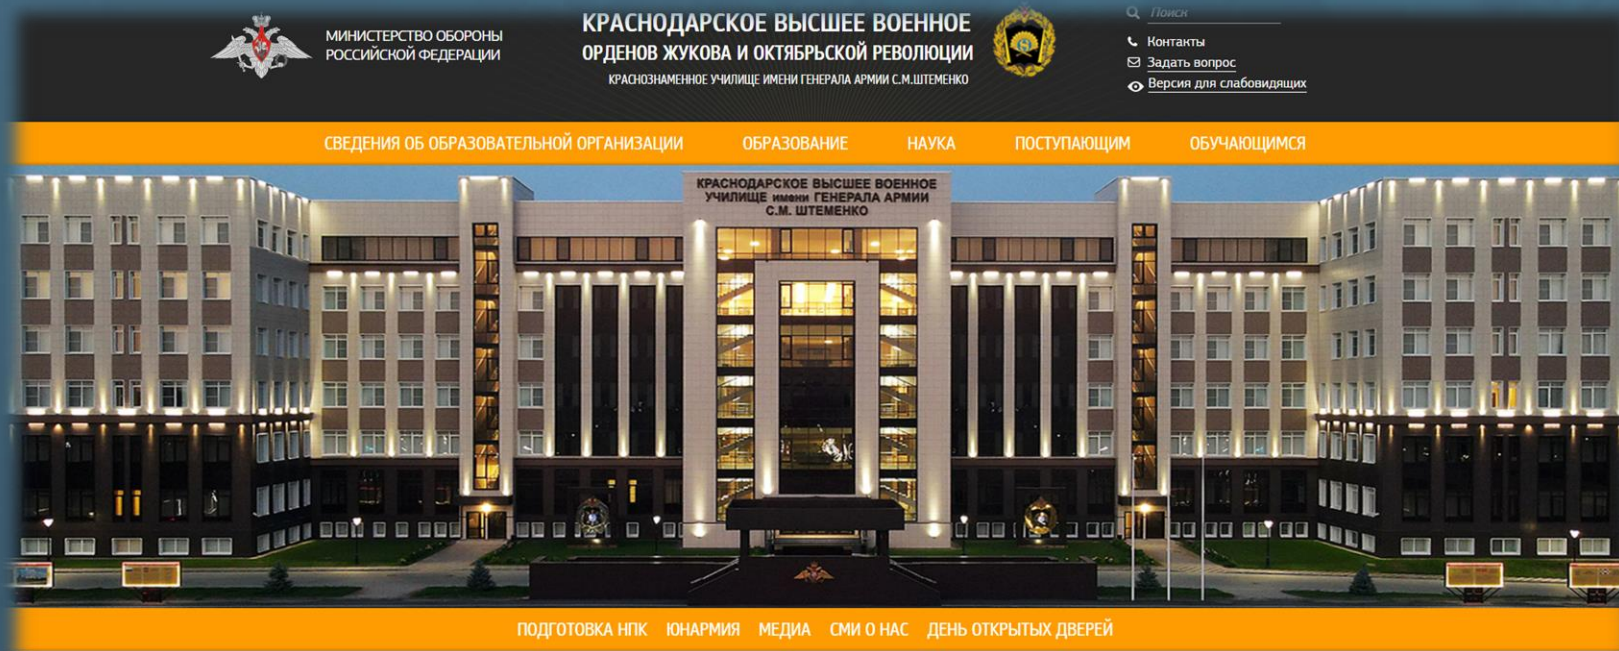 МИНИСТЕРСТВО ОБОРОНЫ
РОССИЙСКОЙ ФЕДЕРАЦИИ
КРАСНОДАРСКОЕ ВЫСШЕЕ ВОЕННОЕ
ОРДЕНОВ ЖУКОВА И ОКТЯБРЬСКОЙ РЕВОЛЮЦИИ
КРАСНОЗНАМЕННОЕ УЧИЛИЩЕ ИМЕНИ ГЕНЕРАЛА АРМИИ С.М.ШТЕМЕНКО
Поиск
Контакты
Задать вопрос
Версия для слабовидящих
СВЕДЕНИЯ ОБ ОБРАЗОВАТЕЛЬНОЙ ОРГАНИЗАЦИИ ОБРАЗОВАНИЕ НАУКА ПОСТУПАЮЩИМ ОБУЧАЮЩИМСЯ
КРАСНОДАРСКОЕ ВЫСШЕЕ ВОЕННОЕ
УЧИЛИЩЕ имени ГЕНЕРАЛА АРМИИ
С.М. ШТЕМЕНКО
ПОДГОТОВКА НПК ЮНАРМИЯ МЕДИА СМИ О НАС ДЕНЬ ОТКРЫТЫХ ДВЕРЕЙ